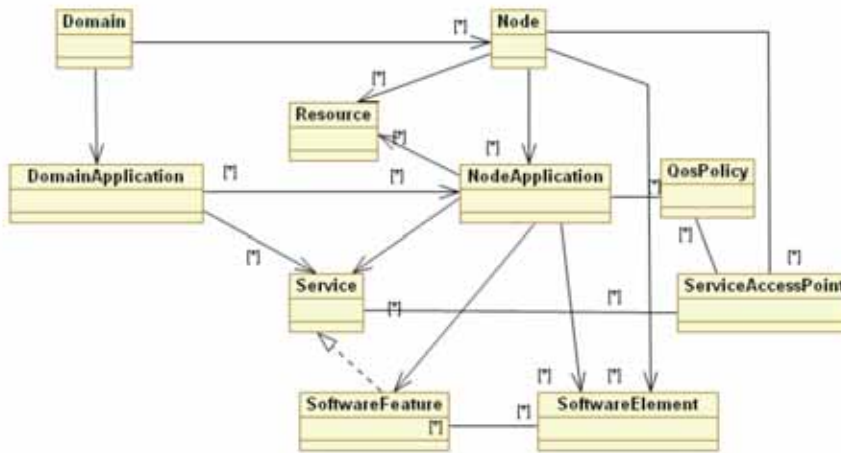 Domain
[*]
Node
[*]
Resource
[*]
[*]
DomainApplication
[*]
[*]
NodeApplication
[*]
QosPolicy
[*]
[*]
[*]
Service
[*]
[*]
ServiceAccessPoint
[*]
[*]
SoftwareFeature
[*]
[*]
SoftwareElement